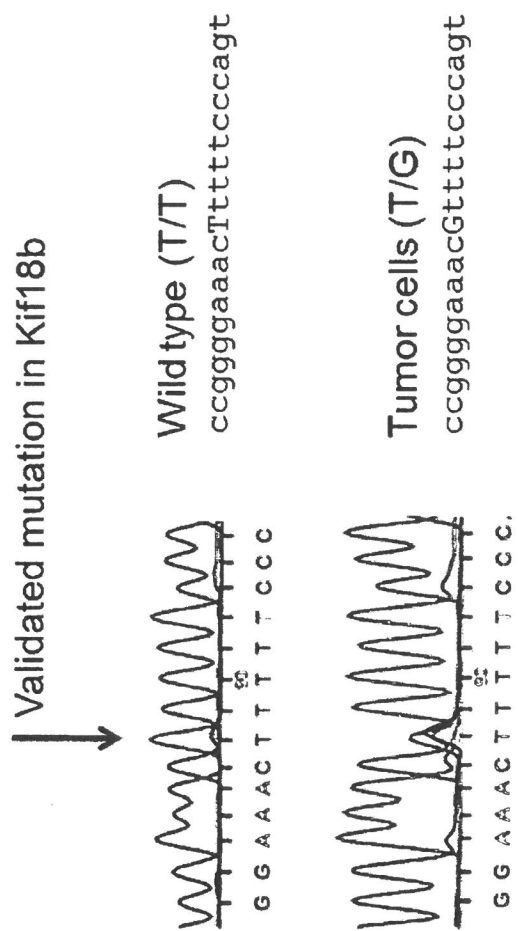 Validated mutation in Kif18b
G G A A A C T T T T T C C C
Wild type (T/T)
ccggggaaacTttttcccagt
G G A A A C T T T T T C C C
Tumor cells (T/G)
ccggggaaacGttttcccagt